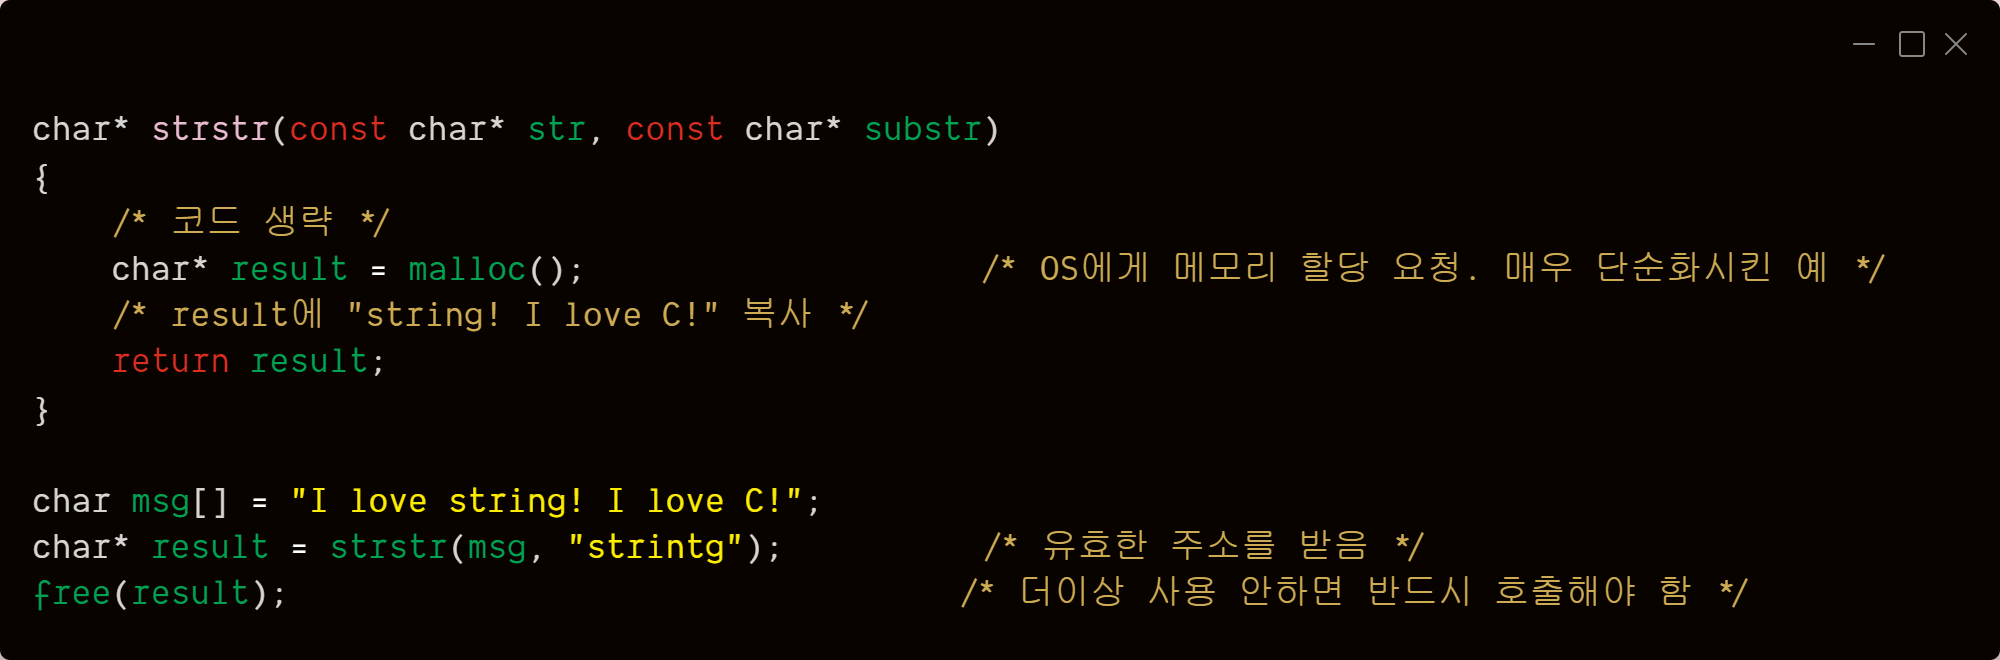 char* strstr(const char* str, const char* substr)
{
    /* 코드 생략 */
    char* result = malloc();                    /* OS에게 메모리 할당 요청. 매우 단순화시킨 예 */
    /* result에 "string! I love C!" 복사 */
    return result;
}
char msg[] = "I love string! I love C!";
char* result = strstr(msg, "strintg");          /* 유효한 주소를 받음 */
free(result);                                  /* 더이상 사용 안하면 반드시 호출해야 함 */